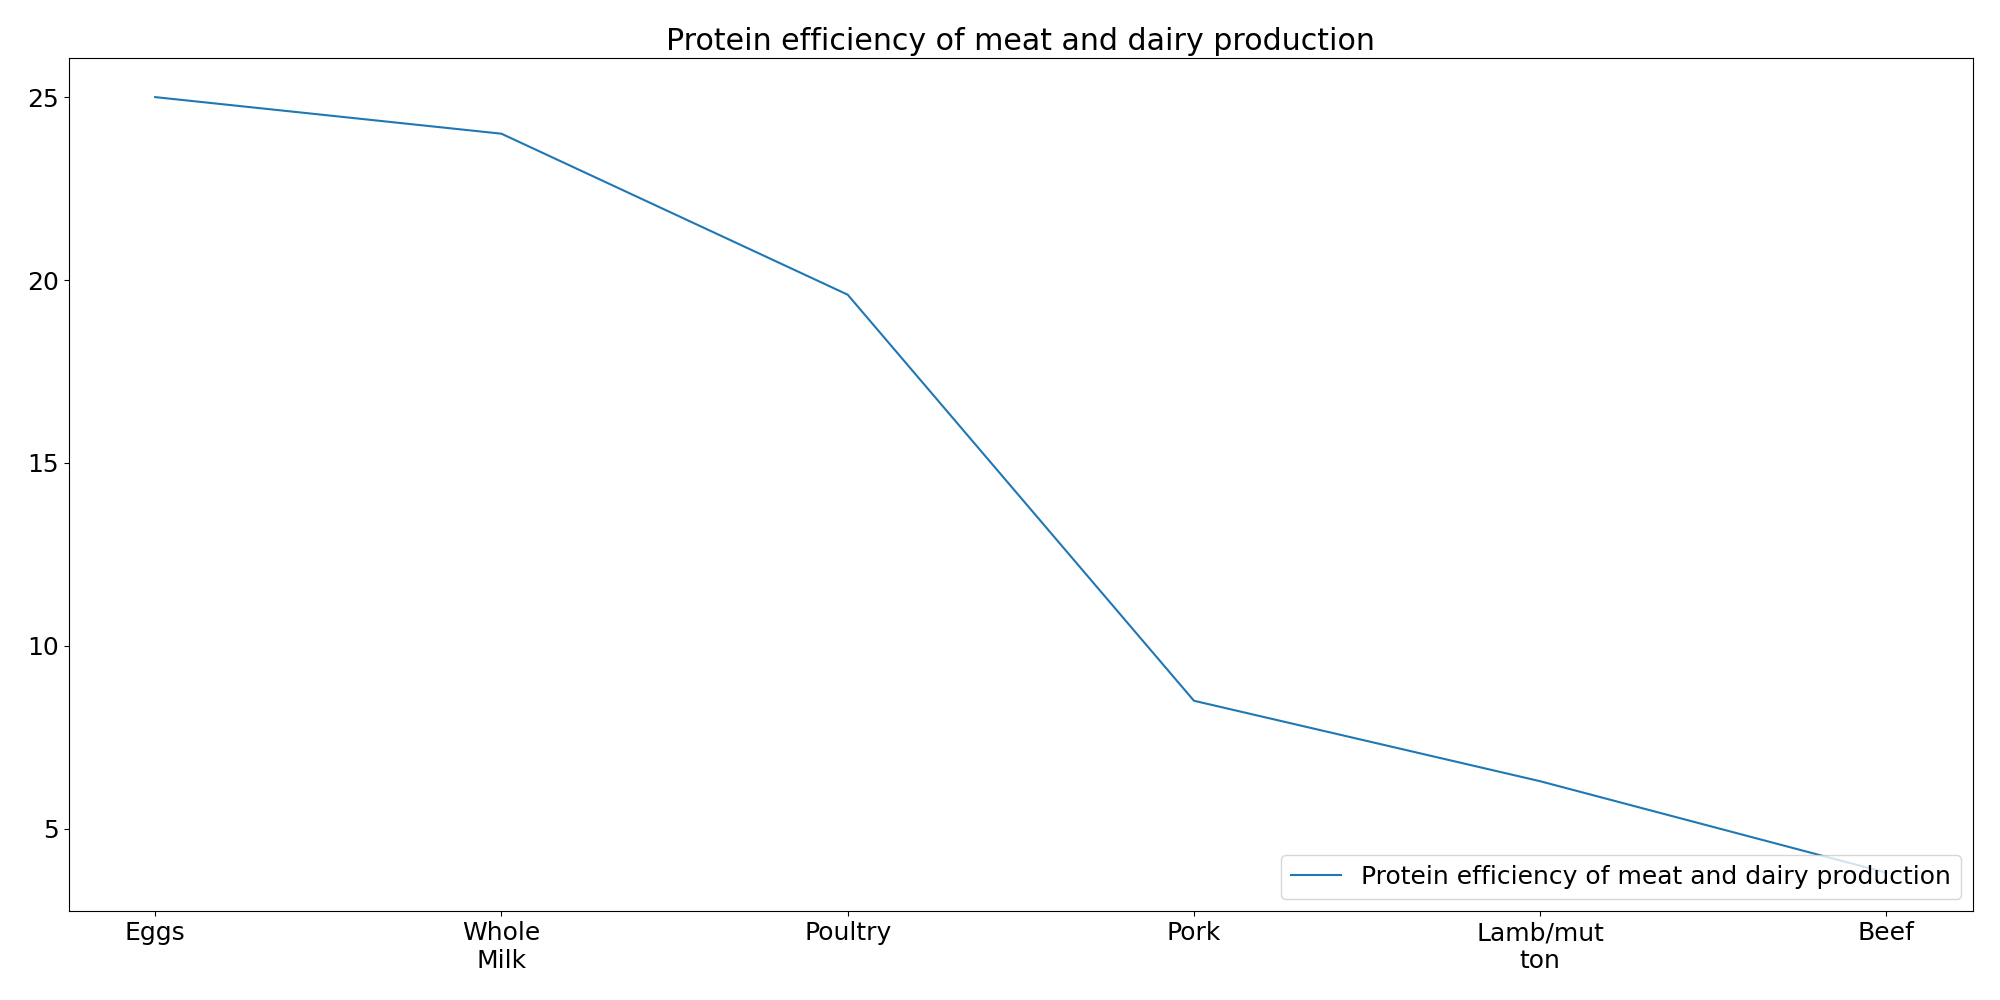 Protein efficiency of meat and dairy production
25
20
15
10
5
Protein efficiency of meat and dairy production
Eggs
Whole
Milk
Poultry
Pork
Lamb/mut
ton
Beef